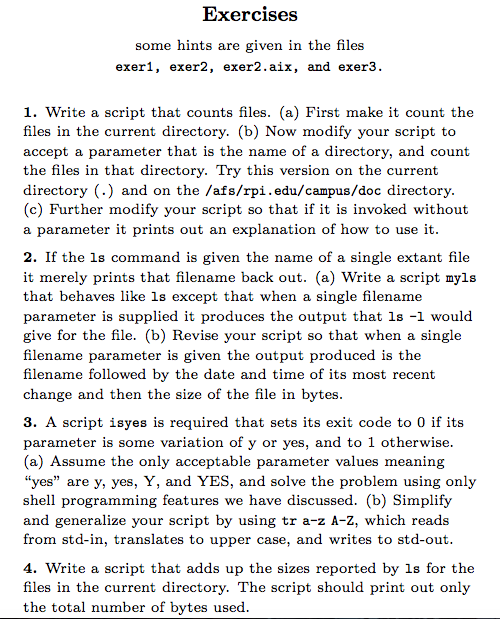 Exercises
some hints are given in the files
exer1, exer2, exer2.aix, and exer3.
1. Write a script that counts files. (a) First make it count the
files in the current directory. (b) Now modify your script to
accept a parameter that is the name of a directory, and count
the files in that directory. Try this version on the current
directory (.) and on the /afs/rpi.edu/campus/doc directory.
(c) Further modify your script so that if it is invoked without
a parameter it prints out an explanation of how to use it.
2. If the ls command is given the name of a single extant file
it merely prints that filename back out. (a) Write a script myls
that behaves like ls except that when a single filename
parameter is supplied it produces the output that ls -l would
give for the file. (b) Revise your script so that when a single
filename parameter is given the output produced is the
filename followed by the date and time of its most recent
change and then the size of the file in bytes.
3. A script isyes is required that sets its exit code to 0 if its
parameter is some variation of y or yes, and to 1 otherwise.
(a) Assume the only acceptable parameter values meaning
“yes” are y, yes, Y, and YES, and solve the problem using only
shell programming features we have discussed. (b) Simplify
and generalize your script by using tr a-z A-Z, which reads
from std-in, translates to upper case, and writes to std-out.
4. Write a script that adds up the sizes reported by ls for the
files in the current directory. The script should print out only
the total number of bytes used.